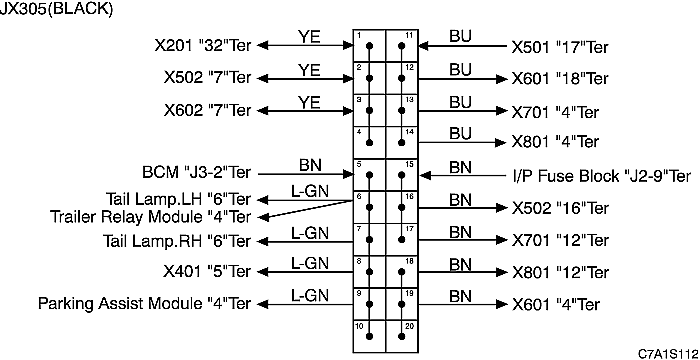 JX305(BLACK)
X201 "32"Ter YE 1 11 BU X501 "17"Ter
X502 "7"Ter YE 2 12 BU X601 "18"Ter
X602 "7"Ter YE 3 13 BU X701 "4"Ter
4 14 BU X801 "4"Ter
BCM "J3-2"Ter BN 5 15 BN I/P Fuse Block "J2-9"Ter
Tail Lamp.LH "6"Ter L-GN 6 16 BN X502 "16"Ter
Trailer Relay Module "4"Ter
Tail Lamp.RH "6"Ter L-GN 7 17 BN X701 "12"Ter
X401 "5"Ter L-GN 8 18 BN X801 "12"Ter
Parking Assist Module "4"Ter L-GN 9 19 BN X601 "4"Ter
10 20
C7A1S112